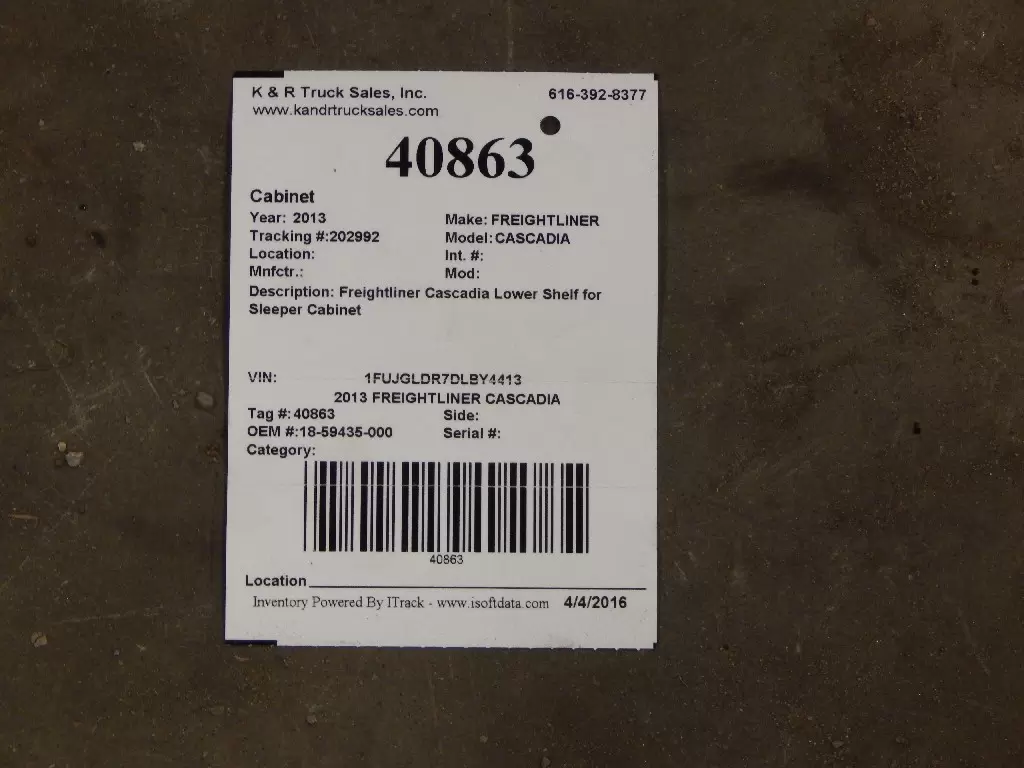 K & R Truck Sales, Inc. 616-392-8377
www.kandrtrucksales.com
40863
Cabinet
Year: 2013 Make: FREIGHTLINER
Tracking #:202992 Model: CASCADIA
Location: Int. #:
Mnfctr.: Mod:
Description: Freightliner Cascadia Lower Shelf for
Sleeper Cabinet
VIN: 1FUJGLDR7DLBY4413
2013 FREIGHTLINER CASCADIA
Tag #: 40863 Side:
OEM #:18-59435-000 Serial #:
Category:
40863
Location
Inventory Powered By ITrack - www.isoftdata.com 4/4/2016